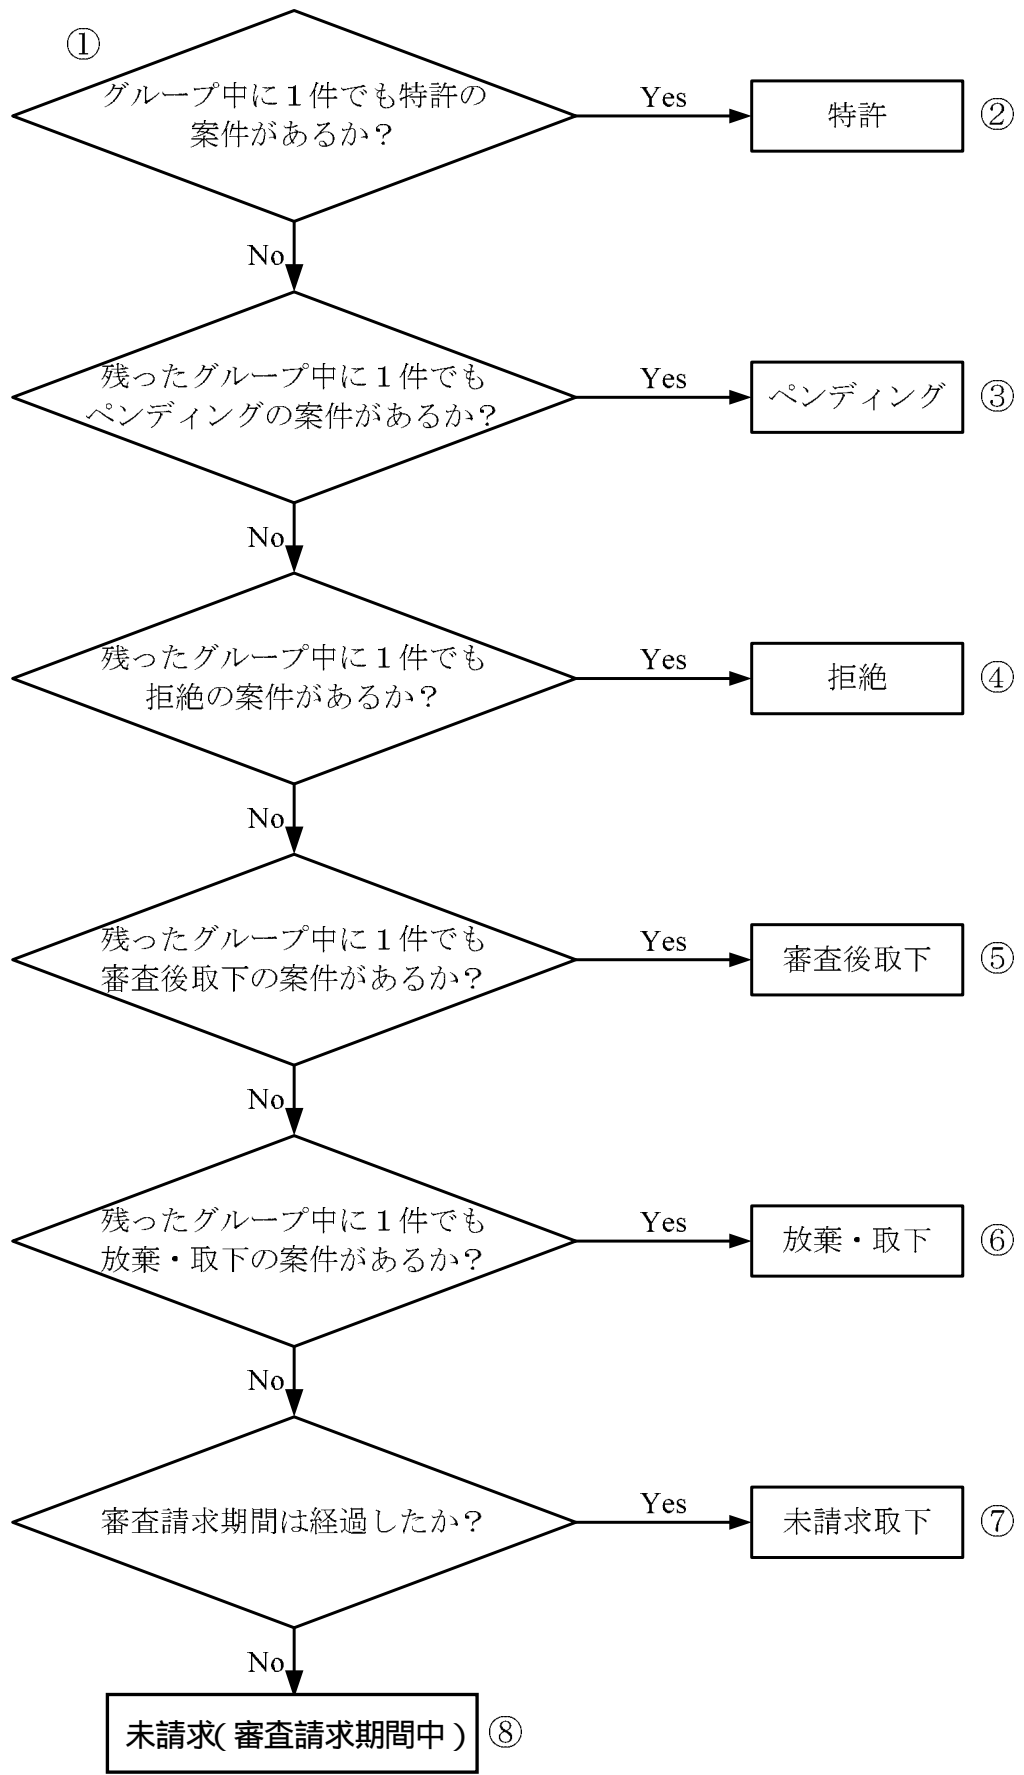 ①
グループ中に１件でも特許の
案件があるか？
Yes
特許
②
No
残ったグループ中に１件でも
ペンディングの案件があるか？
Yes
ペンディング
③
No
残ったグループ中に１件でも
拒絶の案件があるか？
Yes
拒絶
④
No
残ったグループ中に１件でも
審査後取下の案件があるか？
Yes
審査後取下
⑤
No
残ったグループ中に１件でも
放棄・取下の案件があるか？
Yes
放棄・取下
⑥
No
審査請求期間は経過したか？
Yes
未請求取下
⑦
No
未請求(審査請求期間中)
⑧